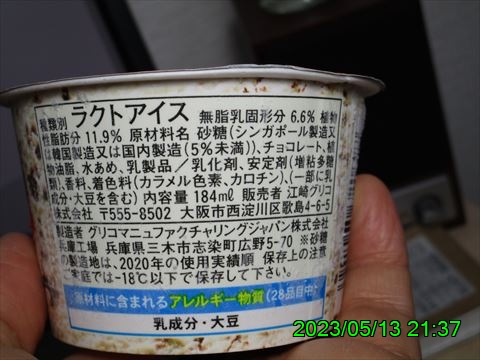 種類別 ラクトアイス 無脂乳固形分 6.6% 植物
性脂肪分 11.9% 原材料名 砂糖(シンガポール製造又
は韓国製造又は国内製造(5%未満))、チョコレート、植
物油脂、水あめ、乳製品/乳化剤、安定剤(増粘多糖
類)、香料、着色料(カラメル色素、カロチン)、(一部に乳
成分・大豆を含む) 内容量 184ml 販売者 江崎グリコ
株式会社 〒555-8502 大阪市西淀川区歌島4-6-5
製造者 グリコマニュファクチャリングジャパン株式会社
兵庫工場 兵庫県三木市志染町広野5-70 ※砂糖
の製造地は、2020年の使用実績順 保存上の注意
ご家庭では-18℃以下で保存して下さい。
原材料に含まれるアレルギー物質(28品目中)
乳成分・大豆
2023/05/13 21:37